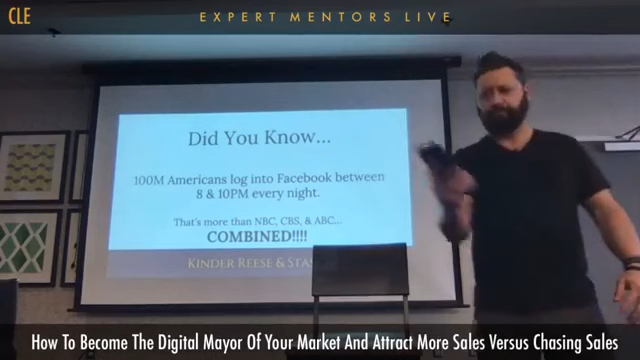 CLE
EXPERT MENTORS LIVE
Did You Know...
100M Americans log into Facebook between
8 & 10PM every night.
That's more than NBC, CBS, & ABC...
COMBINED!!!!
KINDER REESE &
How To Become The Digital Mayor Of Your Market And Attract More Sales Versus Chasing Sales